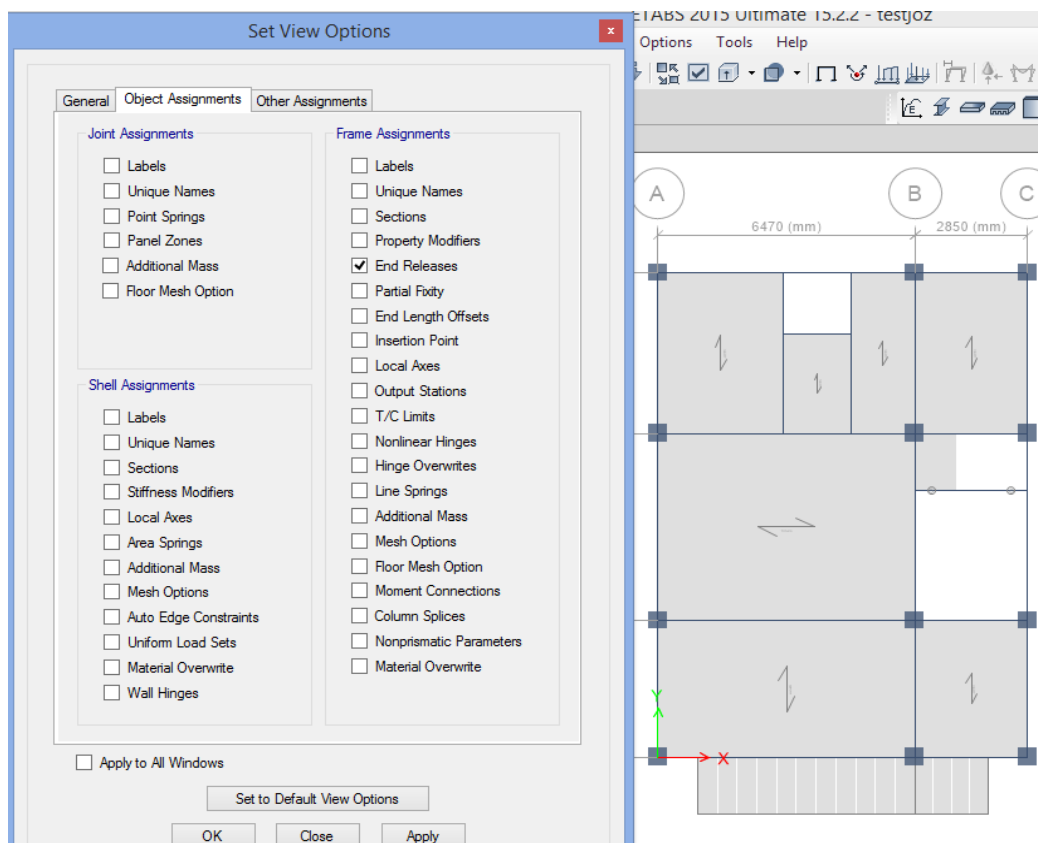 Set View Options
x
ETABS 2015 Ultimate 15.2.2 - testjoz
Options Tools Help
General Object Assignments Other Assignments
Joint Assignments
Labels
Unique Names
Point Springs
Panel Zones
Additional Mass
Floor Mesh Option
Shell Assignments
Labels
Unique Names
Sections
Stiffness Modifiers
Local Axes
Area Springs
Additional Mass
Mesh Options
Auto Edge Constraints
Uniform Load Sets
Material Overwrite
Wall Hinges
Frame Assignments
Labels
Unique Names
Sections
Property Modifiers
End Releases
Partial Fixity
End Length Offsets
Insertion Point
Local Axes
Output Stations
T/C Limits
Nonlinear Hinges
Hinge Overwrites
Line Springs
Additional Mass
Mesh Options
Floor Mesh Option
Moment Connections
Column Splices
Nonprismatic Parameters
Material Overwrite
Apply to All Windows
Set to Default View Options
OK Close Apply
A B C
6470 (mm) 2850 (mm)
Y
X